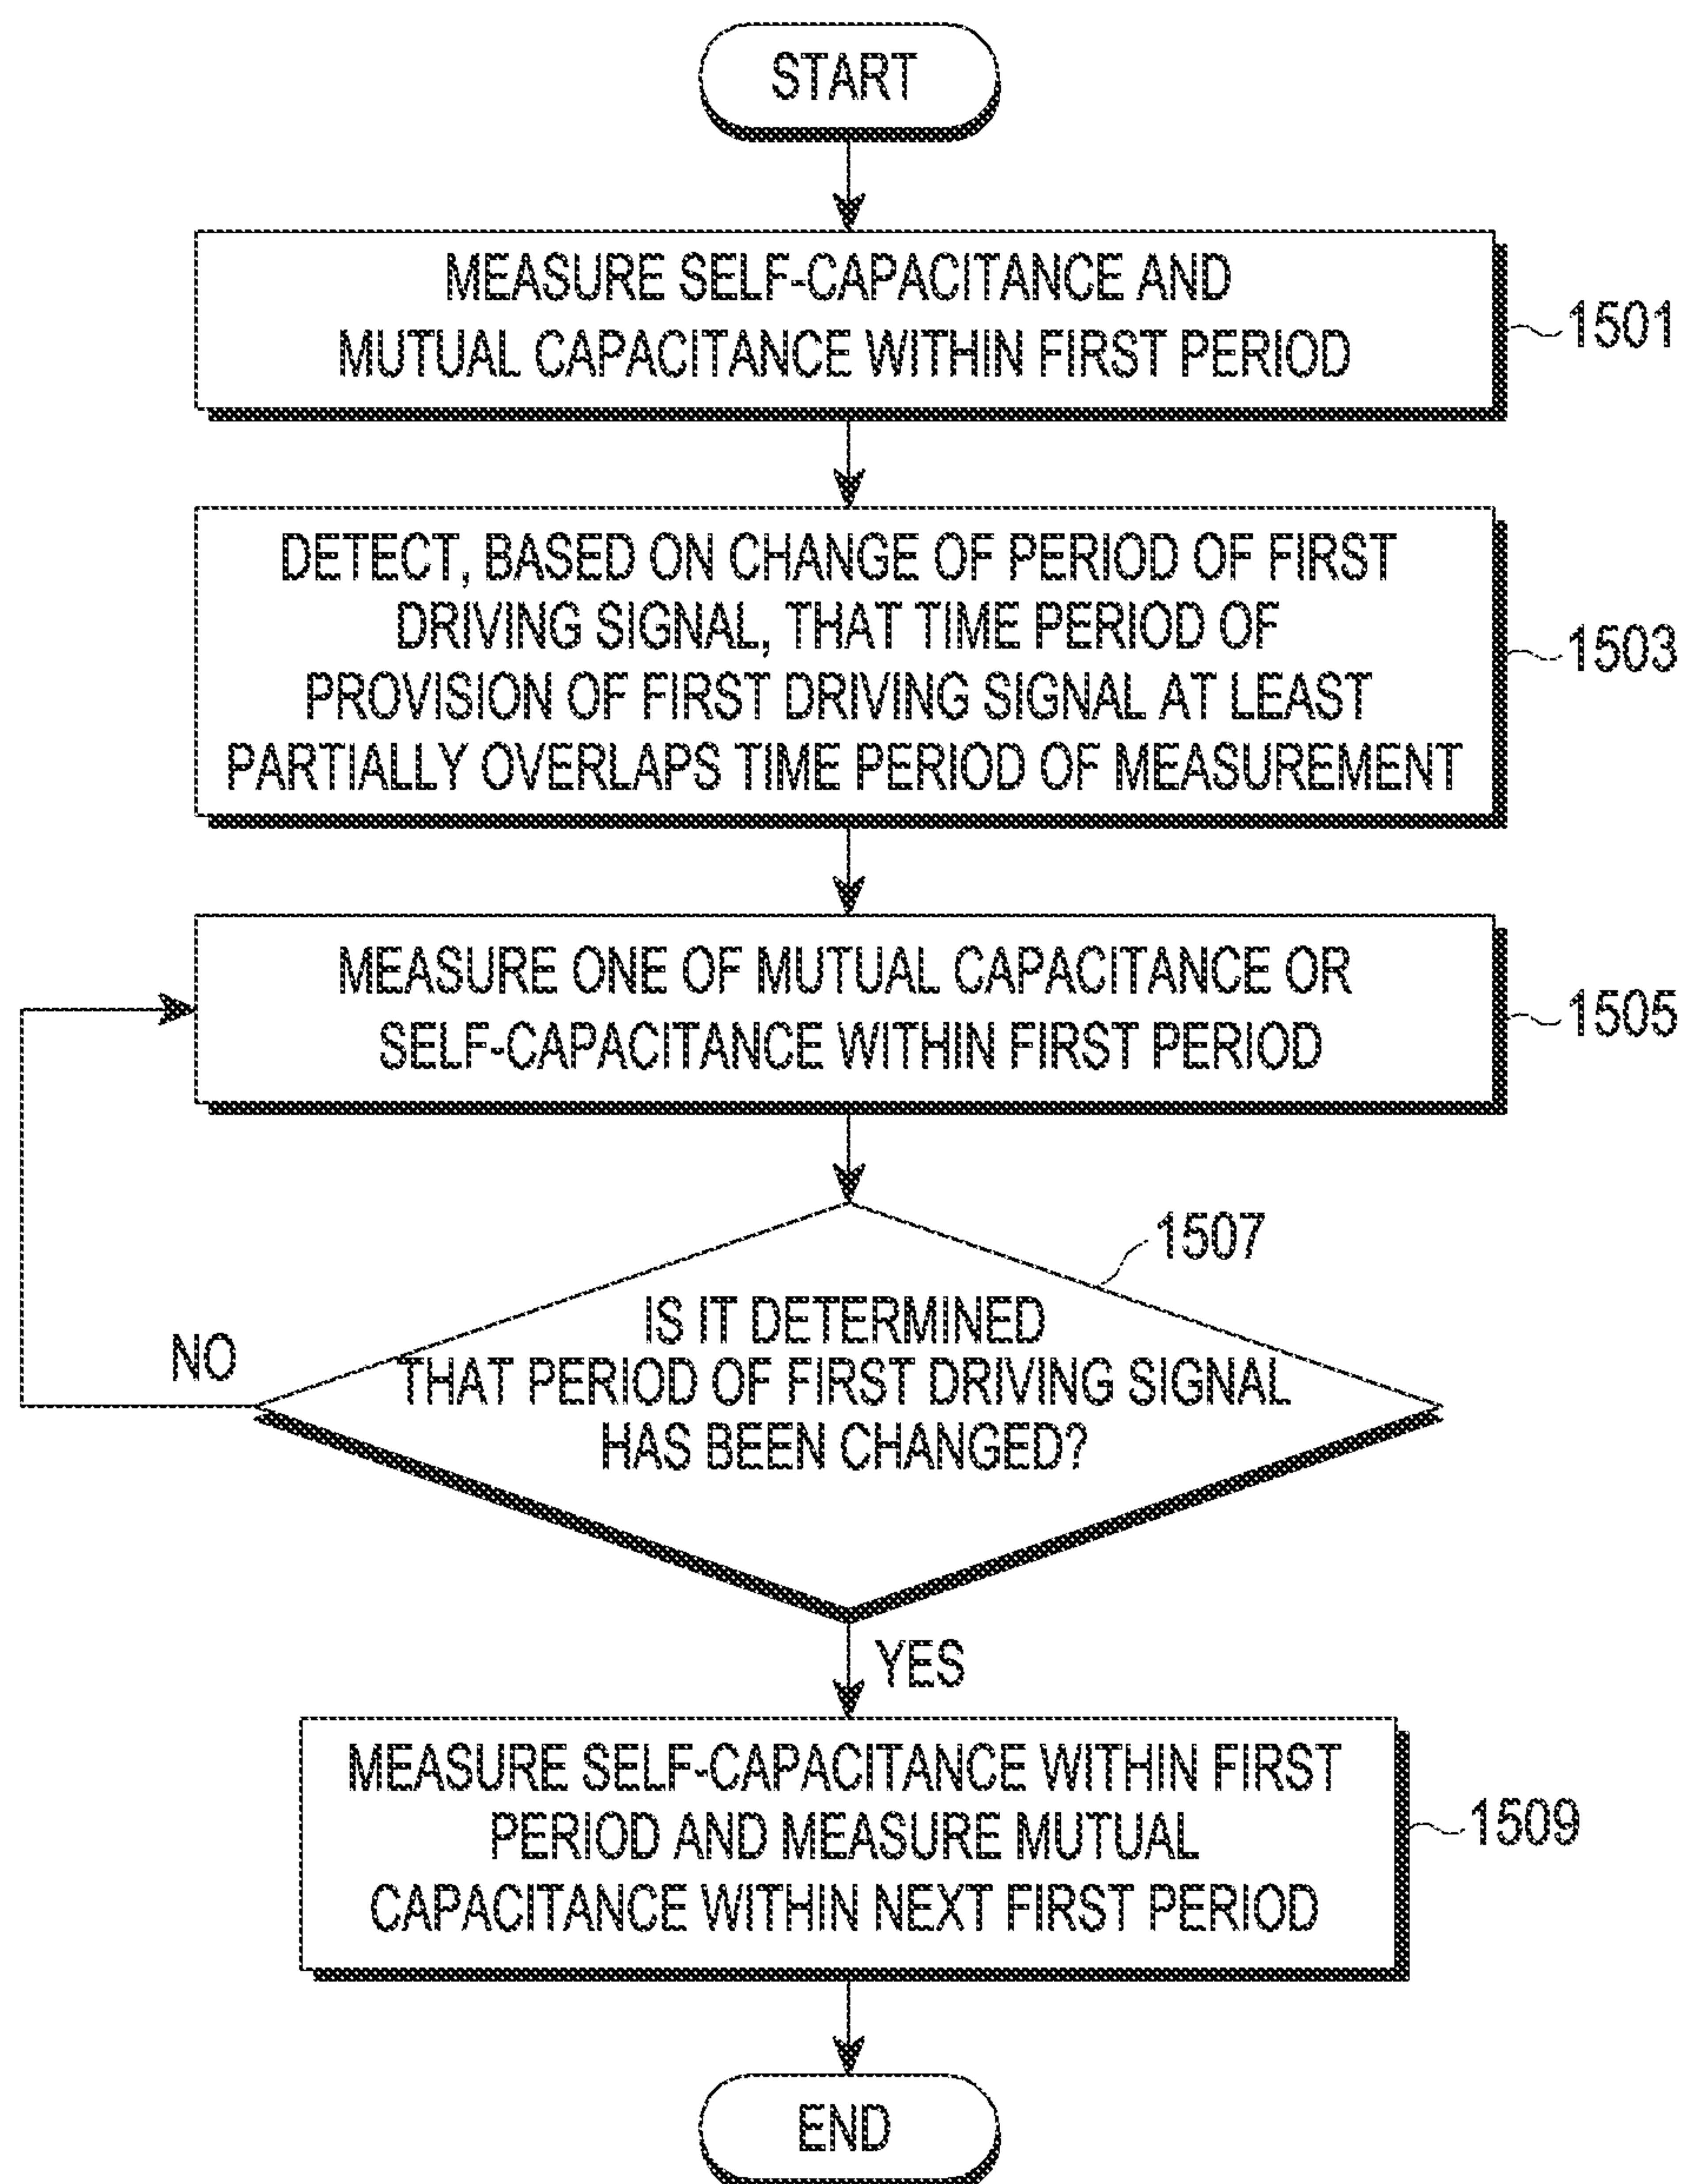 START
MEASURE SELF-CAPACITANCE AND
MUTUAL CAPACITANCE WITHIN FIRST PERIOD
1501
DETECT, BASED ON CHANGE OF PERIOD OF FIRST
DRIVING SIGNAL, THAT TIME PERIOD OF
PROVISION OF FIRST DRIVING SIGNAL AT LEAST
PARTIALLY OVERLAPS TIME PERIOD OF MEASUREMENT
1503
MEASURE ONE OF MUTUAL CAPACITANCE OR
SELF-CAPACITANCE WITHIN FIRST PERIOD
1505
1507
IS IT DETERMINED
THAT PERIOD OF FIRST DRIVING SIGNAL
HAS BEEN CHANGED?
NO
YES
MEASURE SELF-CAPACITANCE WITHIN FIRST
PERIOD AND MEASURE MUTUAL
CAPACITANCE WITHIN NEXT FIRST PERIOD
1509
END